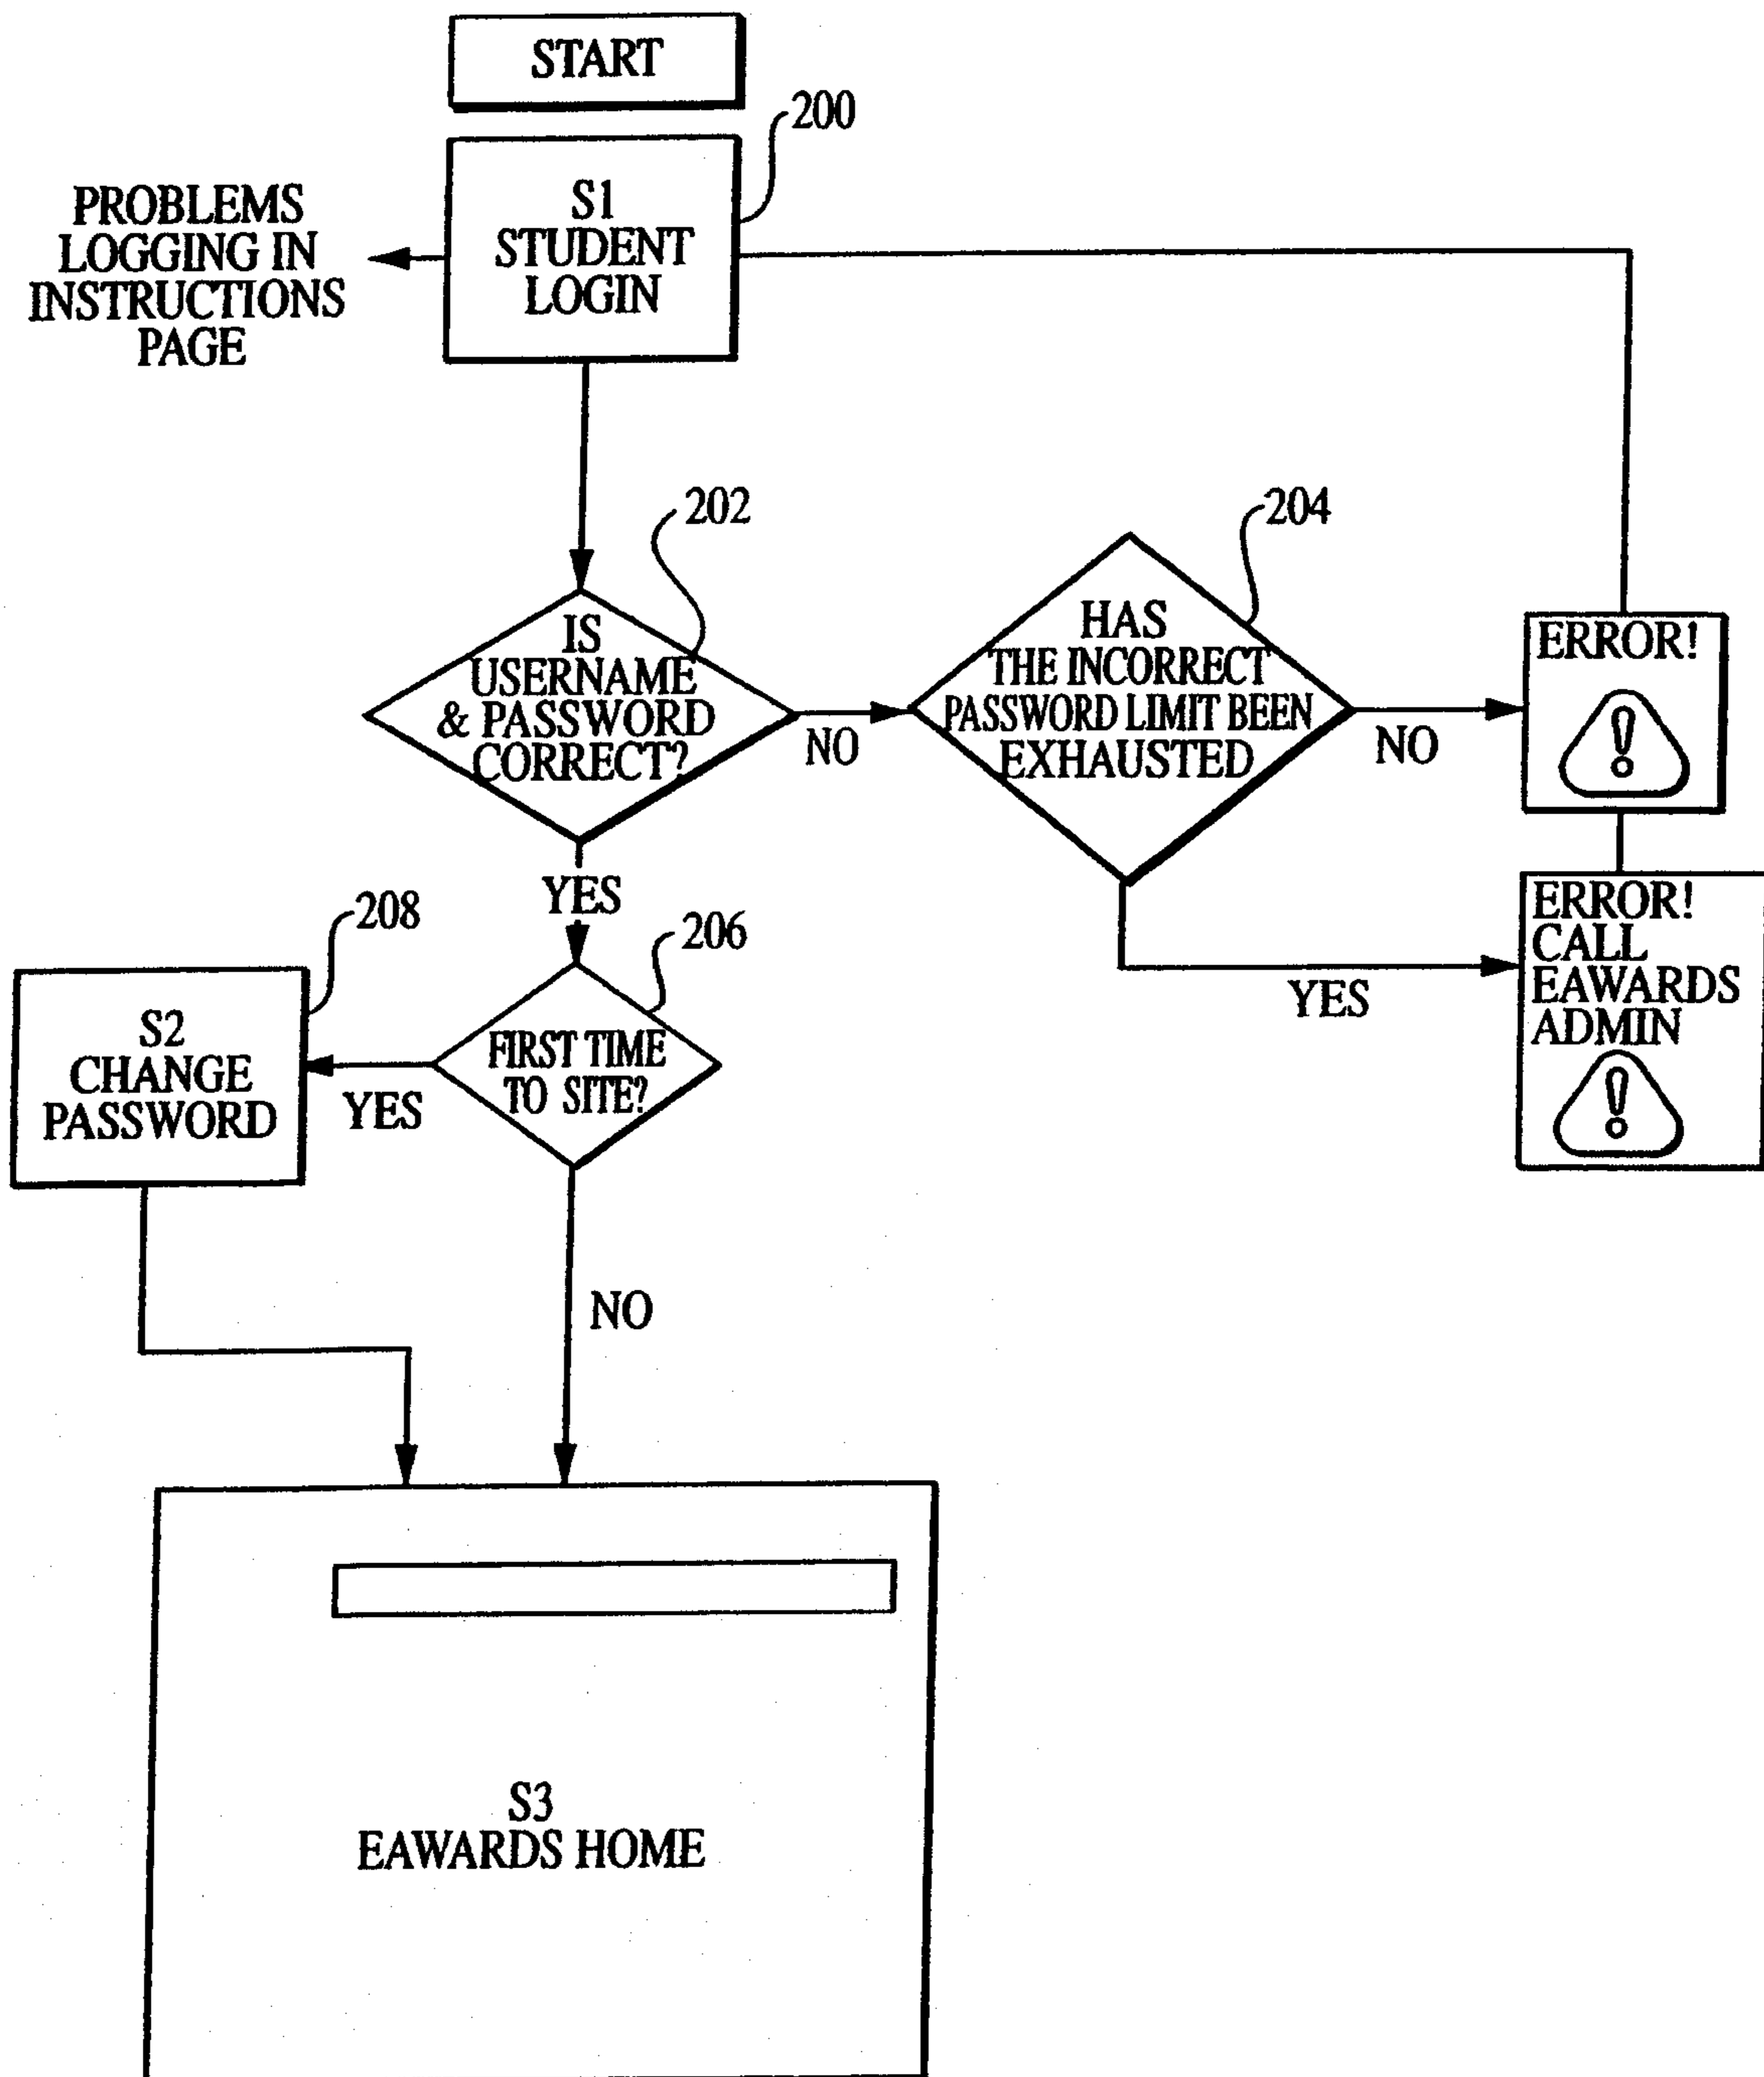 START
200
S1
STUDENT
LOGIN
PROBLEMS
LOGGING IN
INSTRUCTIONS
PAGE
202
IS
USERNAME
& PASSWORD
CORRECT?
NO
204
HAS
THE INCORRECT
PASSWORD LIMIT BEEN
EXHAUSTED
NO
ERROR!
!
YES
ERROR!
CALL
EAWARDS
ADMIN
!
YES
206
FIRST TIME
TO SITE?
YES
208
S2
CHANGE
PASSWORD
NO
S3
EAWARDS HOME